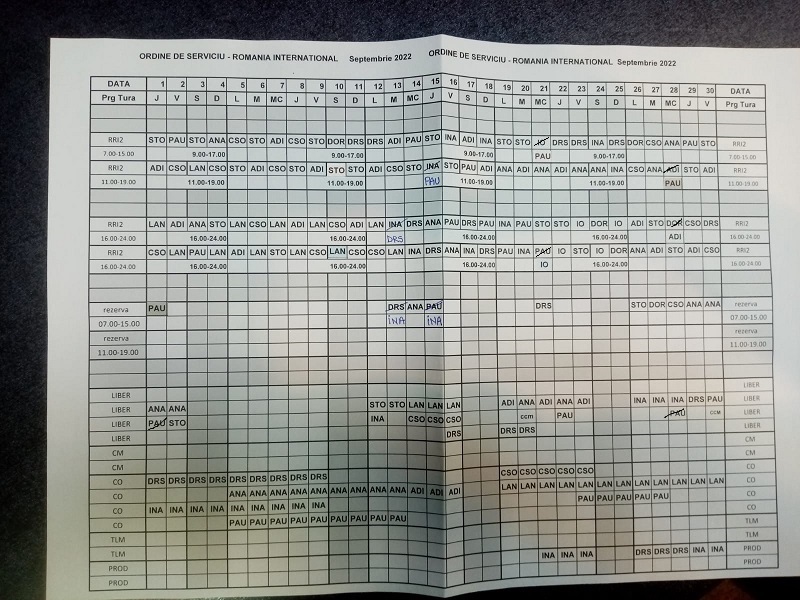 ORDINE DE SERVICIU - ROMANIA INTERNATIONAL Septembrie 2022 ORDINE DE SERVICIU - ROMANIA INTERNATIONAL Septembrie 2022
DATA 1 2 3 4 5 6 7 8 9 10 11 12 13 14 15 16 17 18 19 20 21 22 23 24 25 26 27 28 29 30 DATA
Prg Tura J V S D L M MC J V S D L M MC J V S D L M MC J V S D L M MC J V Prg Tura
RRI2 STO PAU STO ANA CSO STO ADI CSO STO DOR DRS DRS ADI PAU STO INA ADI INA STO STO IO DRS DRS INA DRS DOR CSO ANA PAU STO RRI2
7.00-15.00 9.00-17.00 9.00-17.00 9.00-17.00 PAU 9.00-17.00 7.00-15.00
RRI2 ADI CSO LAN CSO STO ADI CSO STO ADI STO STO ADI CSO STO INA STO PAU ADI ANA ADI ANA ADI ANA ANA INA CSO ANA ADI STO ADI RRI2
11.00-19.00 11.00-19.00 11.00-19.00 PAU 11.00-19.00 11.00-19.00 PAU 11.00-19.00
RRI2 LAN ADI ANA STO LAN CSO LAN ADI LAN CSO ADI LAN INA DRS ANA PAU DRS PAU INA PAU STO STO IO DOR IO ADI STO DOR CSO DRS RRI2
16.00-24.00 16.00-24.00 16.00-24.00 DRS 16.00-24.00 16.00-24.00 ADI 16.00-24.00
RRI2 CSO LAN PAU LAN ADI LAN STO LAN CSO LAN CSO CSO LAN INA DRS ANA INA DRS PAU INA PAU IO STO IO DOR ANA ADI STO ADI CSO RRI2
16.00-24.00 16.00-24.00 16.00-24.00 16.00-24.00 IO 16.00-24.00 16.00-24.00
rezerva PAU DRS ANA PAU DRS STO DOR CSO ANA ANA rezerva
07.00-15.00 INA INA 07.00-15.00
rezerva rezerva
11.00-19.00 11.00-19.00
LIBER LIBER
LIBER ANA ANA STO STO LAN LAN LAN ADI ANA ADI ANA ADI INA INA INA DRS PAU LIBER
LIBER PAU STO INA CSO CSO CSO ccm PAU PAU CCM LIBER
LIBER DRS DRS DRS LIBER
CM CM
CM CM
CO DRS DRS DRS DRS DRS DRS DRS DRS DRS CSO CSO CSO CSO CSO CO
CO ANA ANA ANA ANA ANA ANA ANA ANA ANA ADI ADI ADI LAN LAN LAN LAN LAN LAN LAN LAN LAN LAN LAN LAN CO
CO INA INA INA INA INA INA INA INA INA PAU PAU PAU PAU PAU CO
CO PAU PAU PAU PAU PAU PAU PAU PAU PAU CO
TLM TLM
TLM INA INA INA DRS DRS DRS INA INA PROD
PROD PROD
PROD